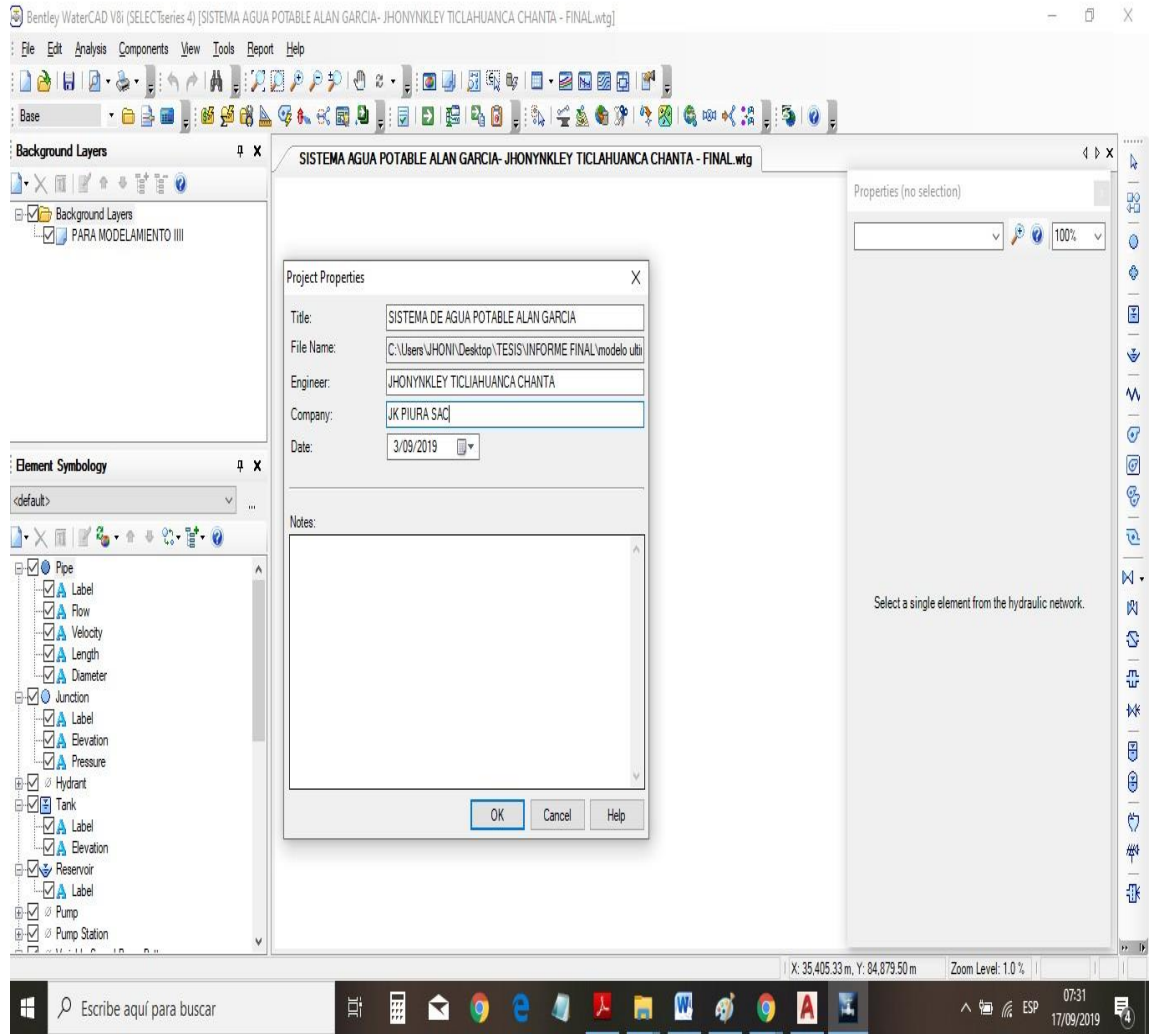 Bentley WaterCAD V8i (SELECTseries 4) [SISTEMA AGUA POTABLE ALAN GARCIA- JHONYNKLEY TICLAHUANCA CHANTA - FINAL.wtg]
File Edit Analysis Components View Tools Report Help
Base
Background Layers
SISTEMA AGUA POTABLE ALAN GARCIA- JHONYNKLEY TICLAHUANCA CHANTA - FINAL.wtg
Background Layers
PARA MODELAMIENTO IIII
Properties (no selection)
100%
Project Properties
Title: SISTEMA DE AGUA POTABLE ALAN GARCIA
File Name: C:\Users\JHONI\Desktop\TESIS\INFORME FINAL\modelo
Engineer: JHONYNKLEY TICLIAHUANCA CHANTA
Company: JK PIURA SAC
Date: 3/09/2019
Notes:
OK Cancel Help
Element Symbology
<default>
...
Pipe
Label
Flow
Velocity
Length
Diameter
Junction
Label
Elevation
Pressure
Hydrant
Tank
Label
Elevation
Reservoir
Label
Pump
Pump Station
Select a single element from the hydraulic network.
X: 35,405.33 m, Y: 84,879.50 m Zoom Level: 1.0 %
Escribe aquí para buscar
ESP
07:31
17/09/2019
4